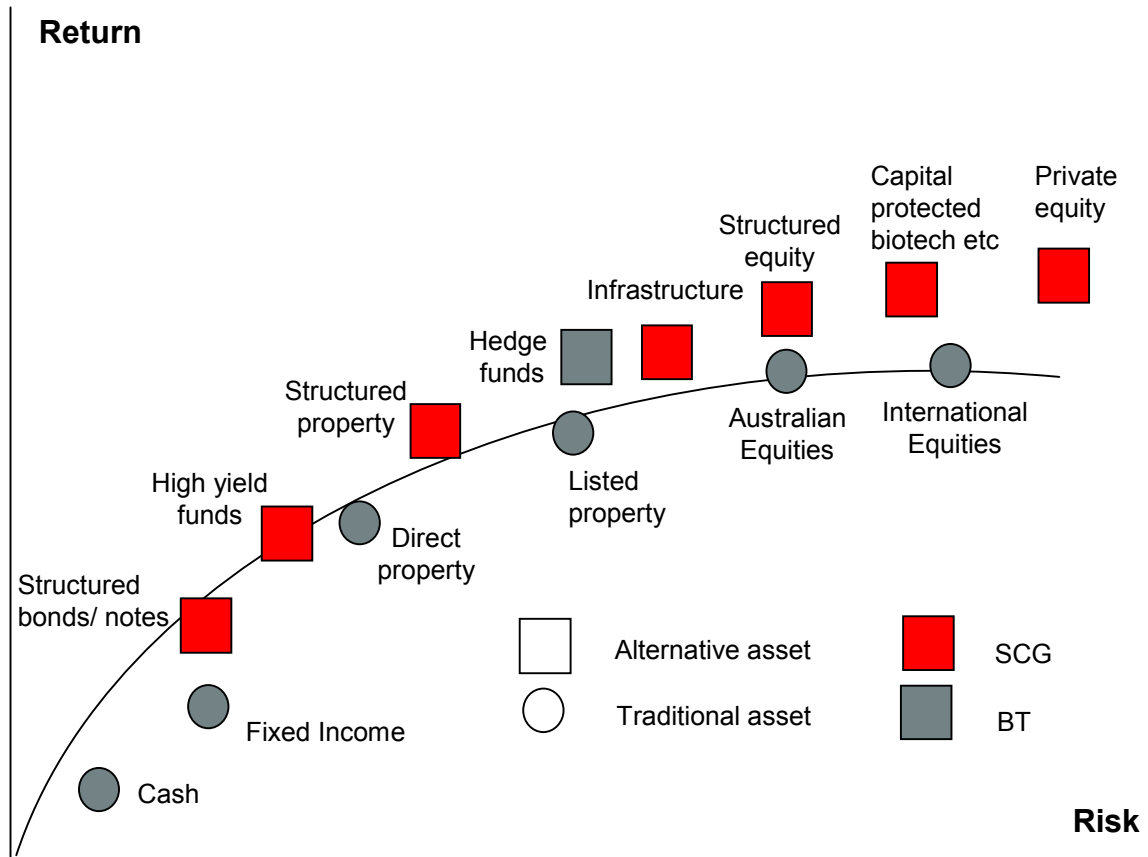 Return
Capital
protected
biotech etc
Private
equity
Structured
equity
Infrastructure
Hedge
funds
Structured
property
Australian
Equities
International
Equities
High yield
funds
Listed
property
Direct
property
Structured
bonds/ notes
Alternative asset
SCG
Traditional asset
BT
Fixed Income
Cash
Risk